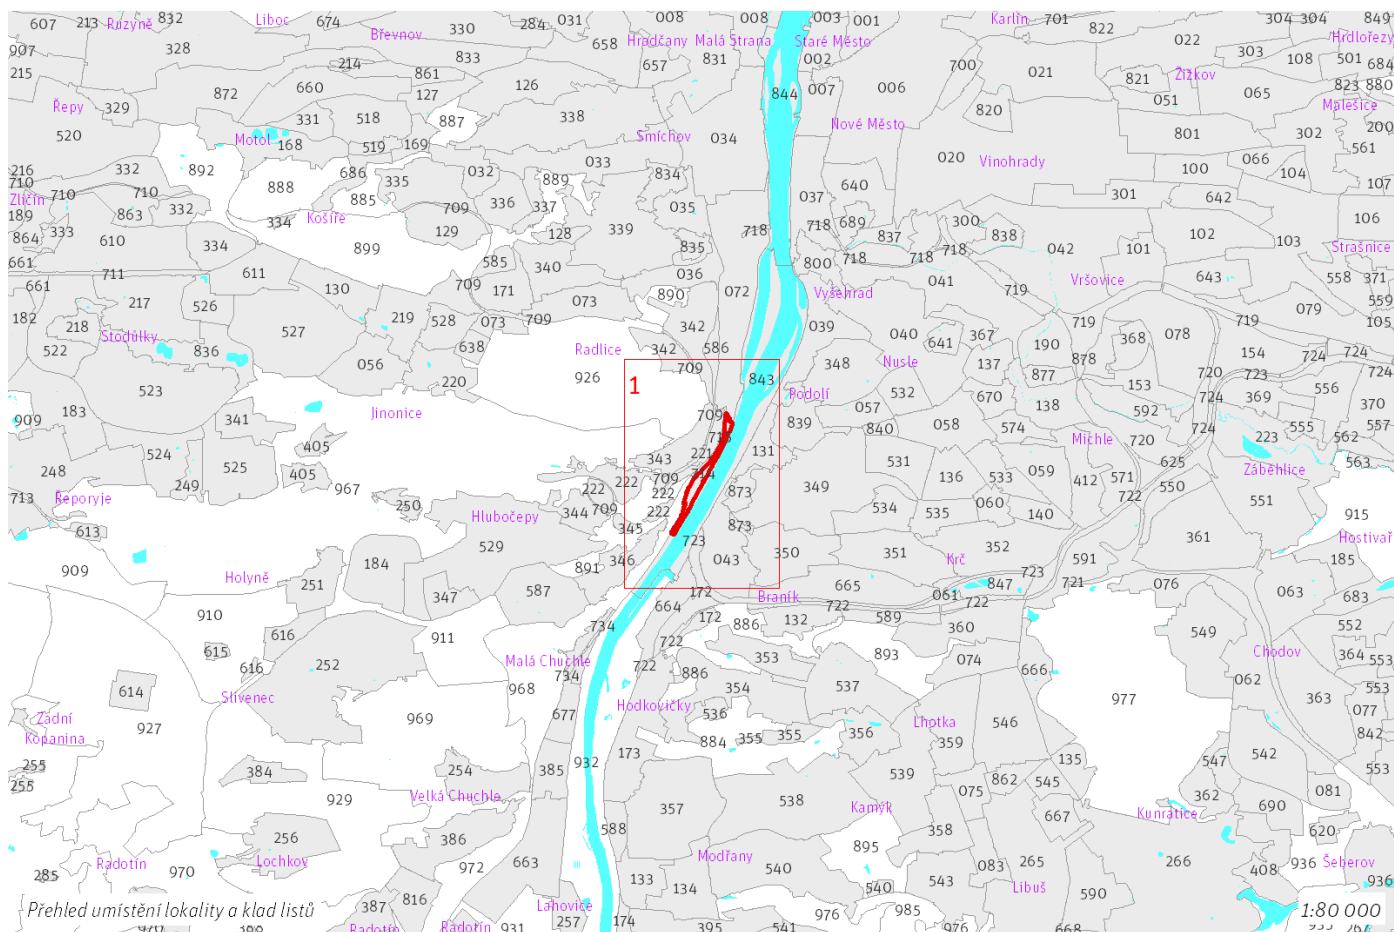 607 213 Ruzyně 832 Liboc 674 Břevnov 330 284 031 008 008 003 001 Karlín 701 822 304 304 849
907 328 214 833 658 Hradčany Malá Strana Staré Město 022 303 108 Hrdlořezy 501 684
215 861 657 831 002 700 021 821 Žižkov 823 880
Řepy 329 872 660 127 126 844 007 006 820 051 065 Malešice
520 331 518 887 338 Smíchov 034 Nové Město 801 302 200
Motol 168 519 169 561
216 332 892 686 033 834 020 Vinohrady 100 066 104 107
710 710 710 888 885 335 032 889 640 301 642
Zličín 863 332 334 Košíře 709 336 337 035 037 106
189 333 129 128 339 718 718 689 300 838 102 103 Strašnice
864 610 334 899 585 340 835 800 837 718 718 042 101
661 711 611 709 171 036 041 719 Vršovice 643 558 371
661 217 526 130 073 890 072 Vyšehrad 079 559
182 218 Stodůlky 527 219 528 073 709 342 039 040 367 719 368 078 719 105
522 836 056 638 Radlice 342 586 348 641 190 154 724 724
926 709 843 Nusle 137 878 720 723 724
523 220 1 Podolí 532 877 153 724 556
909 183 341 Jinonice 709 057 670 138 592 369 370
524 405 715 839 840 058 574 Michle 720 724 223 555 562 557
248 525 405 343 221 131 531 059 625 Záběhlice 563
249 967 222 709 714 349 136 533 412 571 550 551
713 Řeporyje 250 222 222 873 534 535 060 722 915
613 Hlubočepy 344 709 222 873 140 Hostivař
529 345 723 352 361
184 346 043 350 351 Krč 591 185
909 Holyně 251 891 723 721 076 063
347 587 172 Braník 665 061 847 683
910 664 172 132 722 589 722 549 552
616 911 734 886 360
615 252 722 893 074 Chodov 364
616 Malá Chuchle 722 353 666 062 553
614 Slivenec 968 734 886 354 537 977 363 553
Zadní 927 969 677 Hodkovičky 536 Lhotka 546 077
Kopanina 884 355 355 356 359 842
255 384 254 385 932 173 539 135 547 542 553
255 929 Velká Chuchle 538 075 862 545 362 081
357 Kamýk 690
256 386 588 358 667 Kunratice 620
Radotín Lochkov 972 663 Modřany 895 265 266 936 Šeberov
285 970 133 540 083 408 936
387 816 134 540 543 Libuš 590
Přehled umístění lokality a klad listů Lahovice 976 985 1:80 000
Radotín Radotín 931 257 174 395 541 976 668